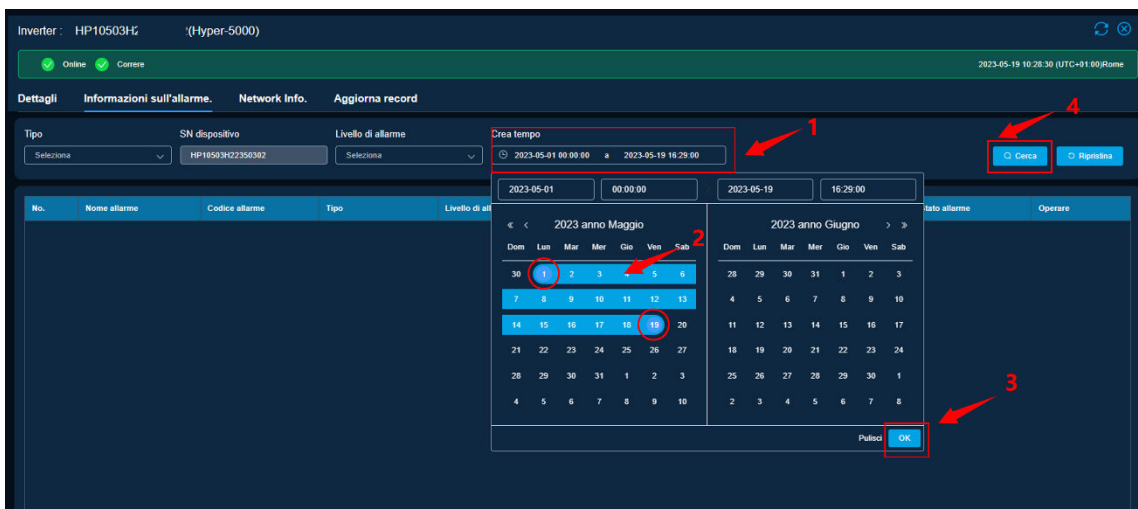 Inverter : HP10503H2 :(Hyper-5000)
Online Correre 2023-05-19 10:28:30 (UTC+01:00)Rome
Dettagli Informazioni sull'allarme. Network Info. Aggiorna record
4
1
Tipo SN dispositivo Livello di allarme Crea tempo
Seleziona HP10503H22350302 Seleziona 2023-05-01 00:00:00 a 2023-05-19 16:29:00 Cerca Ripristina
2023-05-01 00:00:00 2023-05-19 16:29:00
No. Nome allarme Codice allarme Tipo Livello di all tato allarme Operare
« < 2023 anno Maggio 2023 anno Giugno > »
2
Dom Lun Mar Mer Gio Ven Sab Dom Lun Mar Mer Gio Ven Sab
30 1 2 3 4 5 6 28 29 30 31 1 2 3
7 8 9 10 11 12 13 4 5 6 7 8 9 10
14 15 16 17 18 19 20 11 12 13 14 15 16 17
21 22 23 24 25 26 27 18 19 20 21 22 23 24
28 29 30 31 1 2 3 25 26 27 28 29 30 1
3
4 5 6 7 8 9 10 2 3 4 5 6 7 8
Pulisci OK